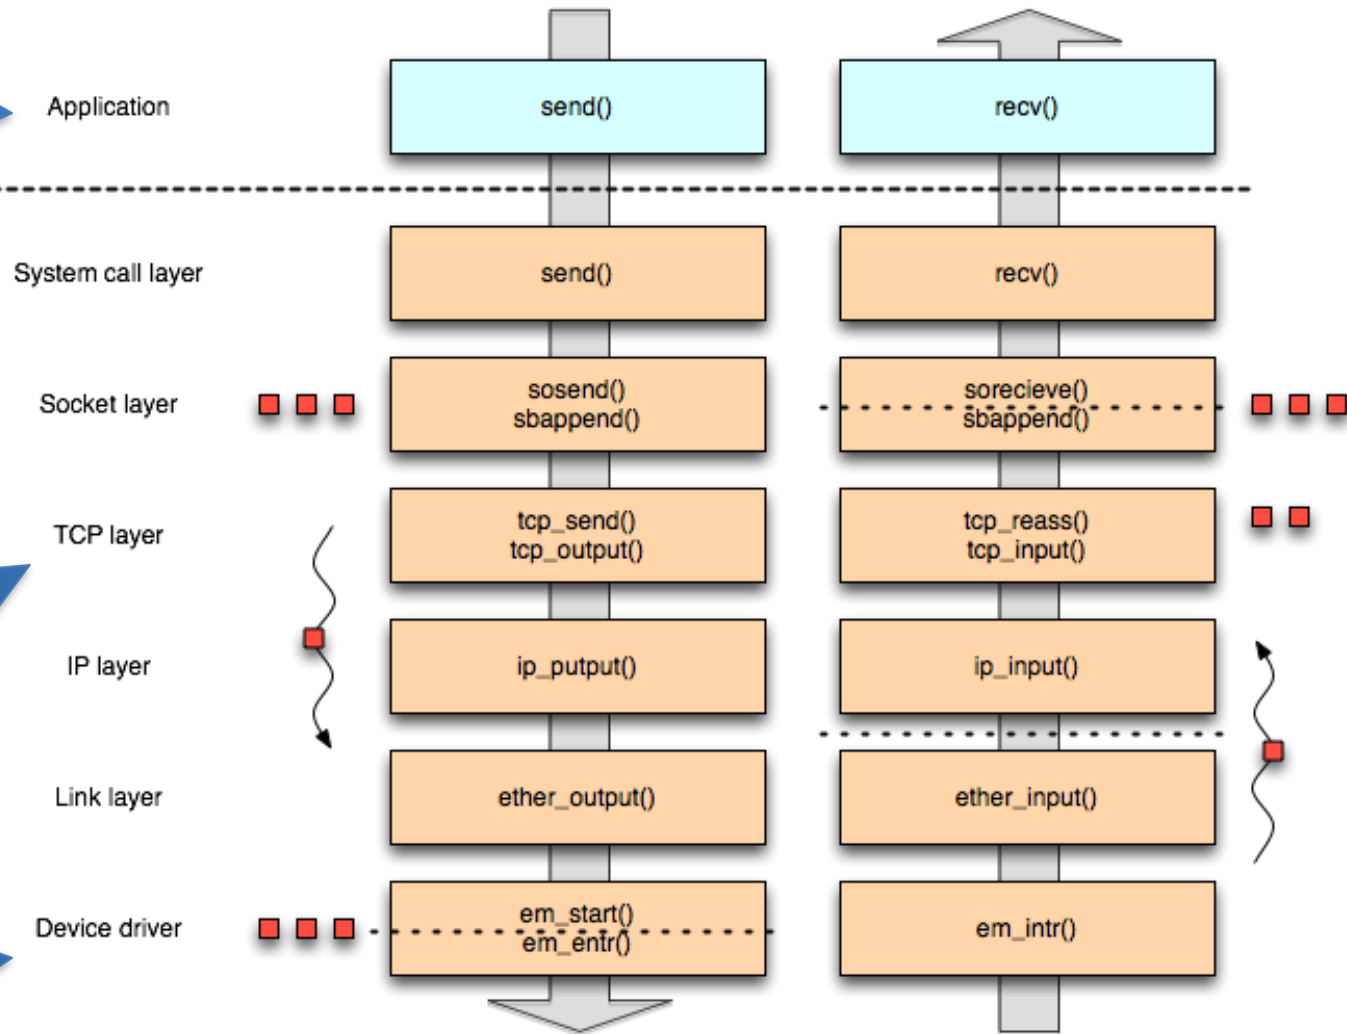 Application
send()
recv()
System call layer
send()
recv()
Socket layer
sosend()
sbappend()
sorecieve()
sbappend()
TCP layer
tcp_send()
tcp_output()
tcp_reass()
tcp_input()
IP layer
ip_putput()
ip_input()
Link layer
ether_output()
ether_input()
Device driver
em_start()
em_entr()
em_intr()